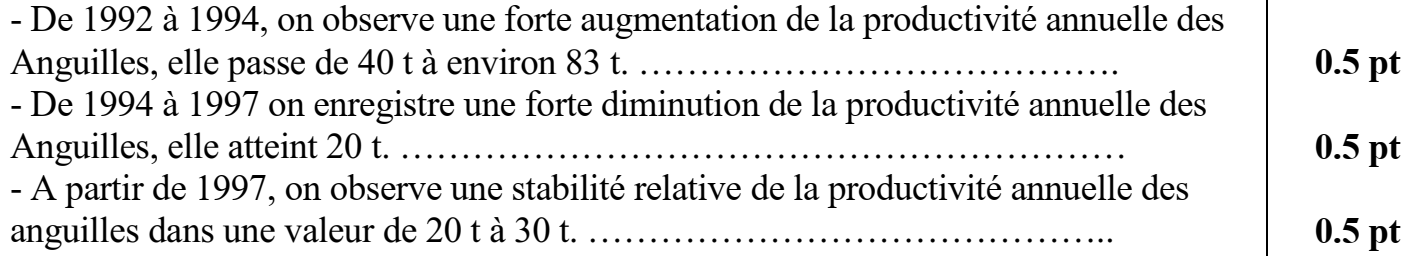 - De 1992 à 1994, on observe une forte augmentation de la productivité annuelle des
Anguilles, elle passe de 40 t à environ 83 t. …………………………………. 0.5 pt
- De 1994 à 1997 on enregistre une forte diminution de la productivité annuelle des
Anguilles, elle atteint 20 t. …………………………………………………… 0.5 pt
- A partir de 1997, on observe une stabilité relative de la productivité annuelle des
anguilles dans une valeur de 20 t à 30 t. …………………………………….. 0.5 pt